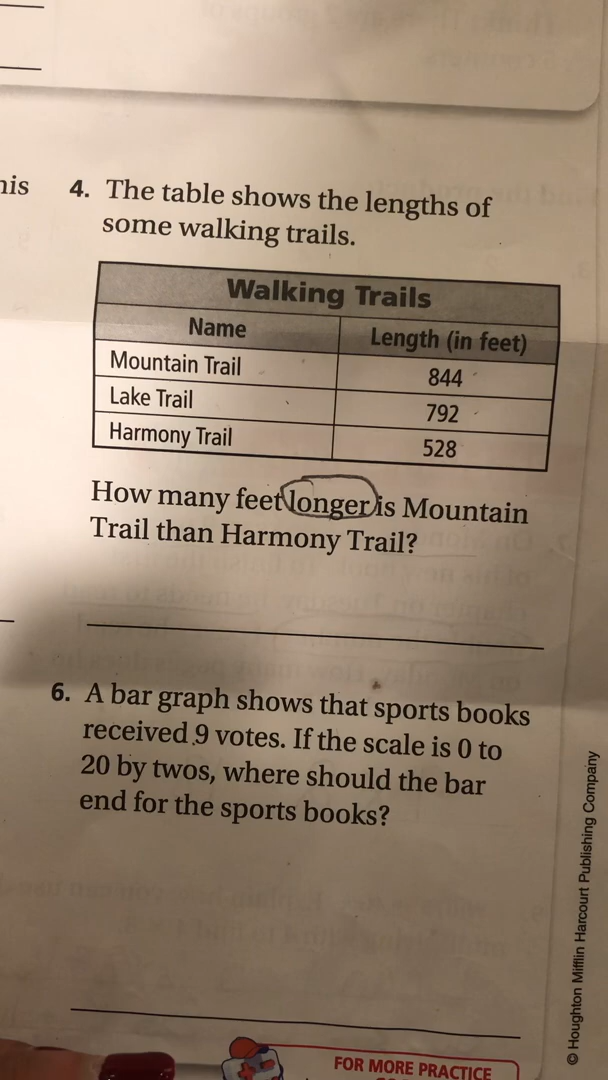 his
4. The table shows the lengths of
some walking trails.
Walking Trails
Name Length (in feet)
Mountain Trail 844
Lake Trail 792
Harmony Trail 528
How many feet longer is Mountain
Trail than Harmony Trail?
6. A bar graph shows that sports books
received 9 votes. If the scale is 0 to
20 by twos, where should the bar
end for the sports books?
© Houghton Mifflin Harcourt Publishing Company
FOR MORE PRACTICE